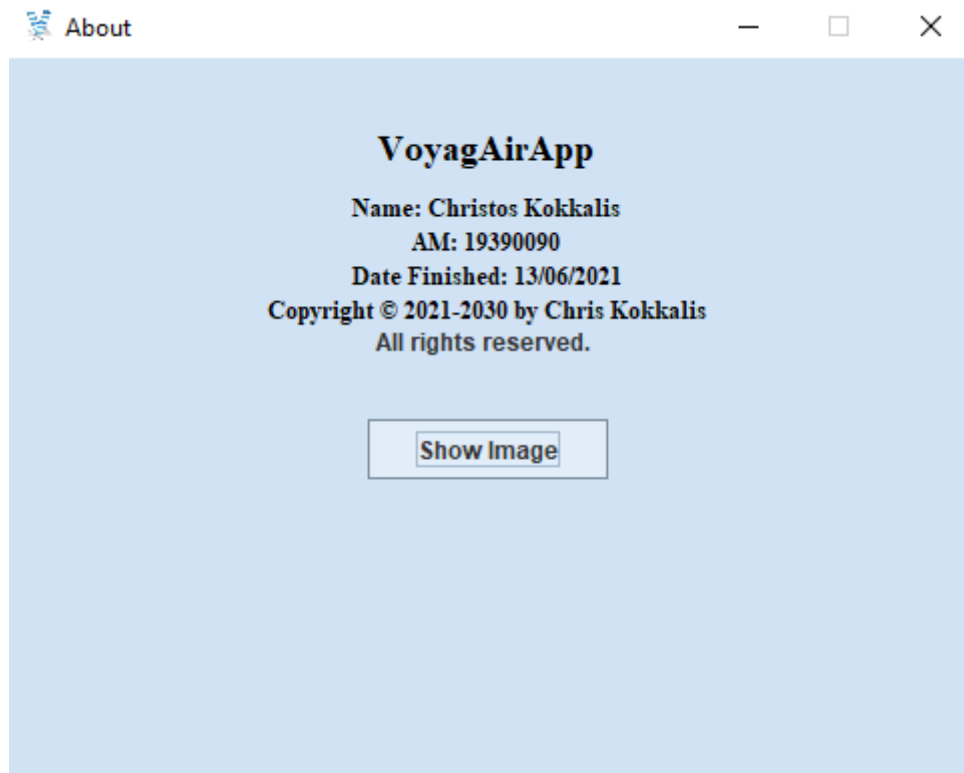 About
VoyagAirApp
Name: Christos Kokkalis
AM: 19390090
Date Finished: 13/06/2021
Copyright © 2021-2030 by Chris Kokkalis
All rights reserved.
Show Image